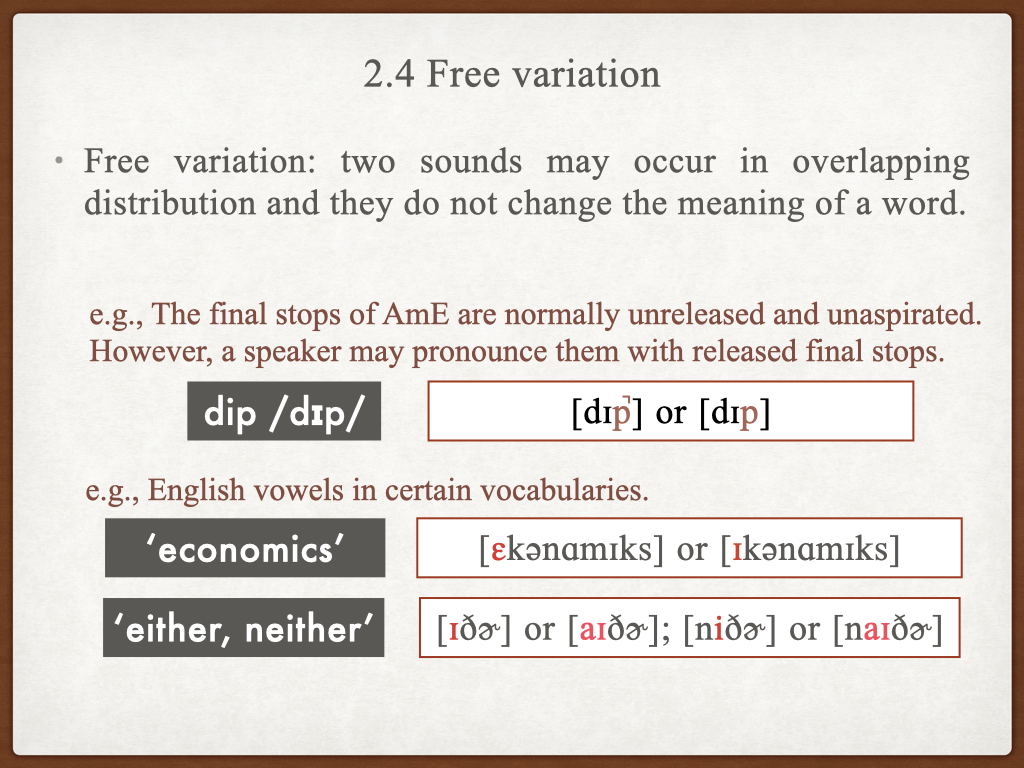 2.4 Free variation
• Free variation: two sounds may occur in overlapping
distribution and they do not change the meaning of a word.
e.g., The final stops of AmE are normally unreleased and unaspirated.
However, a speaker may pronounce them with released final stops.
dip /dɪp/
[dɪp̚] or [dɪp]
e.g., English vowels in certain vocabularies.
‘economics’
[ɛkənɑmɪks] or [ɪkənɑmɪks]
‘either, neither’
[ɪðɚ] or [aɪðɚ]; [niðɚ] or [naɪðɚ]